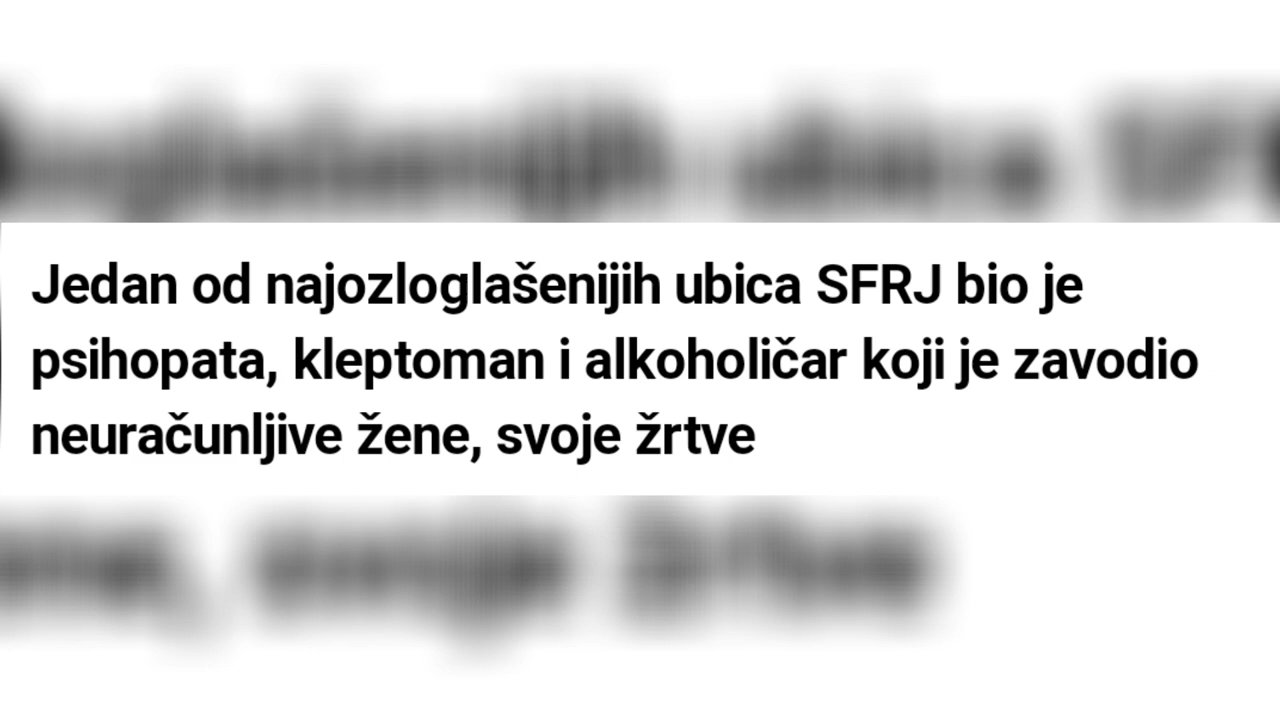 Jedan od najozloglašenijih ubica SFRJ bio je
psihopata, kleptoman i alkoholičar koji je zavodio
neuračunljive žene, svoje žrtve